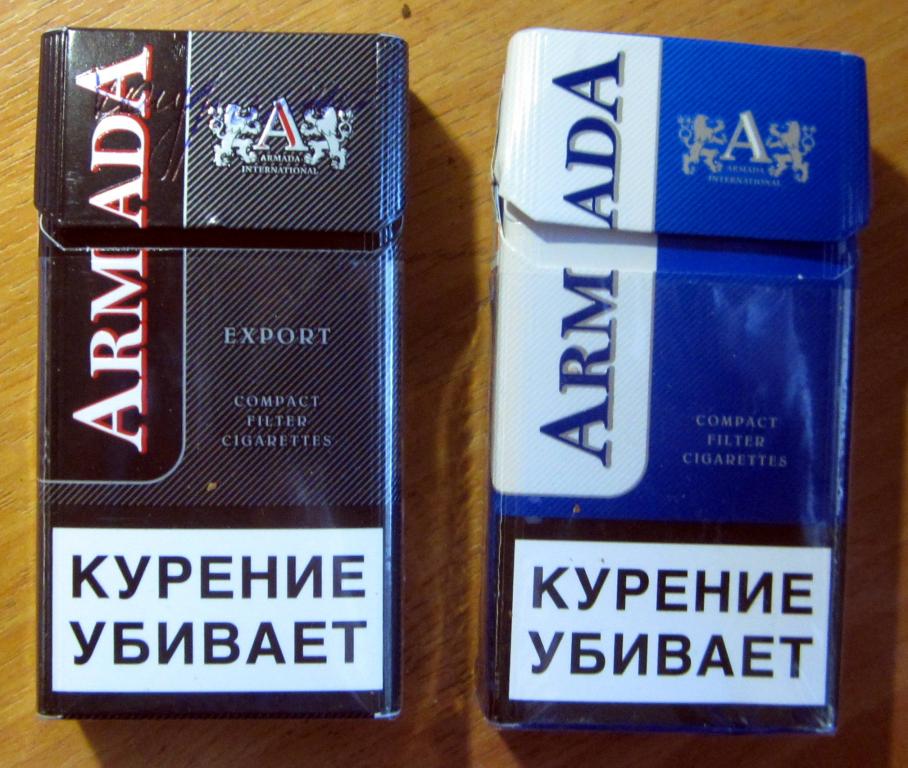 ARMADA
A
ARMADA
INTERNATIONAL
EXPORT
COMPACT
FILTER
CIGARETTES
КУРЕНИЕ
УБИВАЕТ
ARMADA
A
ARMADA
INTERNATIONAL
COMPACT
FILTER
CIGARETTES
КУРЕНИЕ
УБИВАЕТ